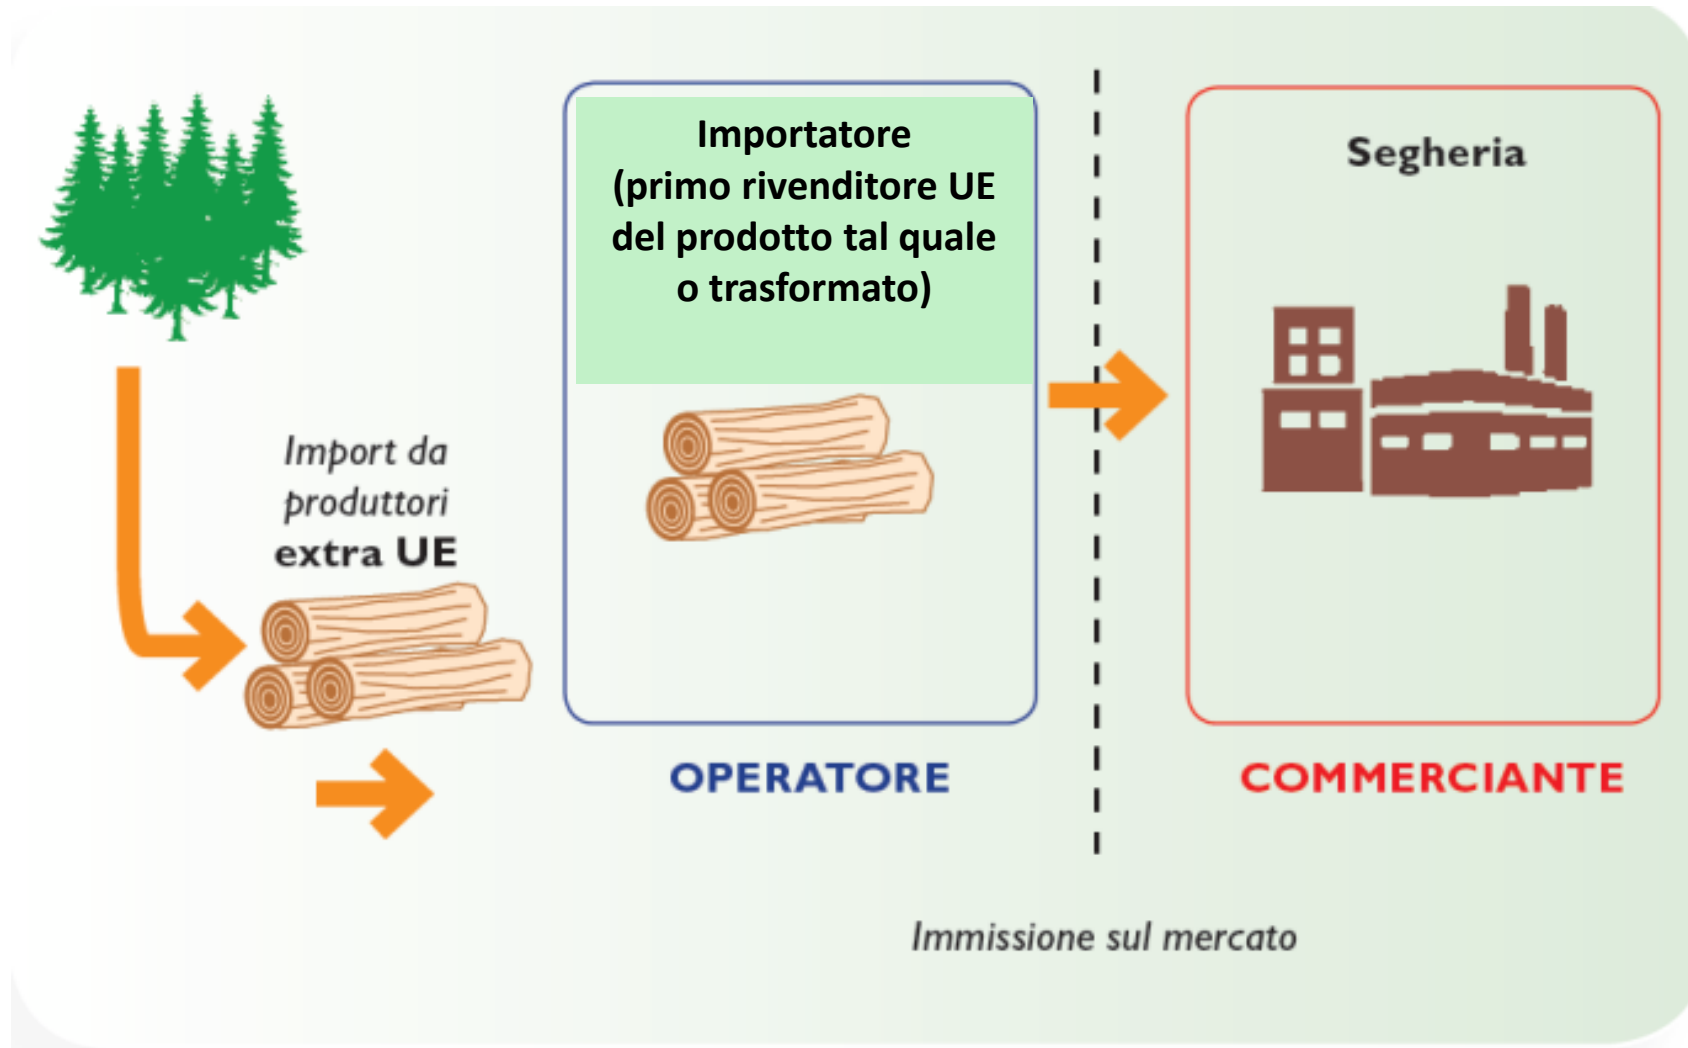 Importatore
(primo rivenditore UE
del prodotto tal quale
o trasformato)
Segheria
Import da
produttori
extra UE
OPERATORE
COMMERCIANTE
Immissione sul mercato